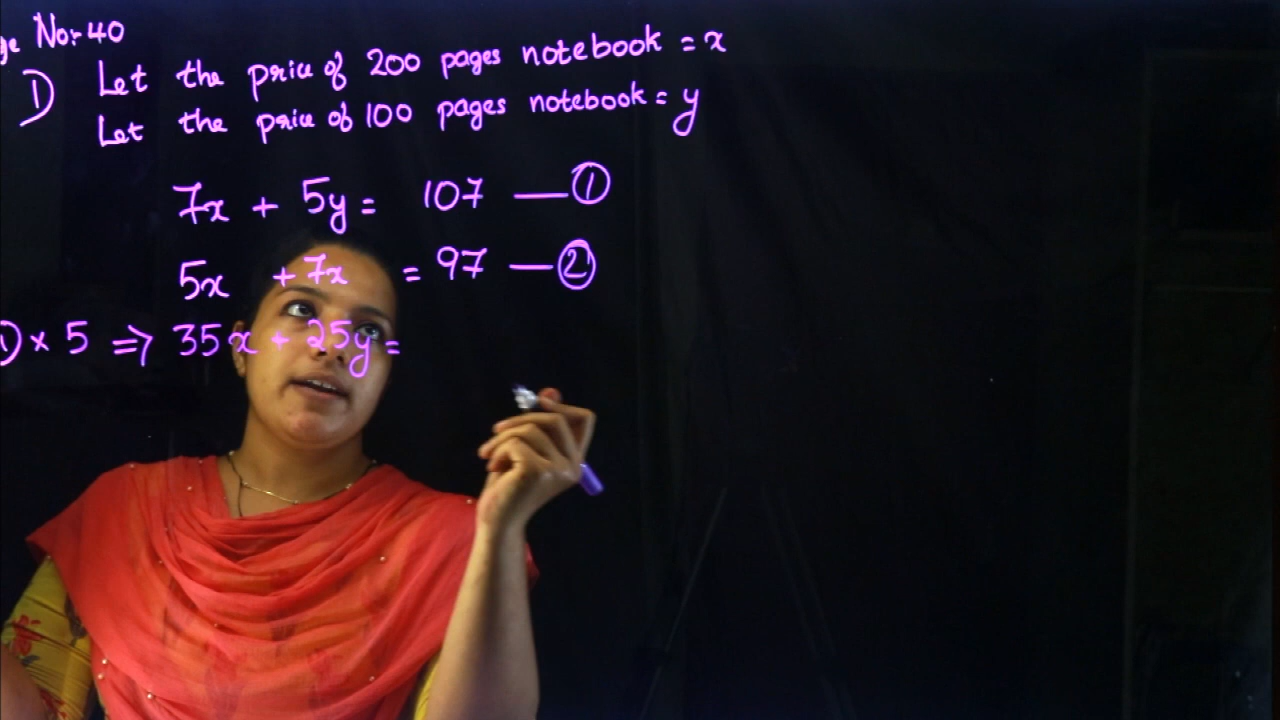 ge No:-40
1) Let the price of 200 pages notebook = x
Let the price of 100 pages notebook = y
7x + 5y = 107 — ①
5x + 7x = 97 — ②
① × 5 ⇒ 35x + 25y =